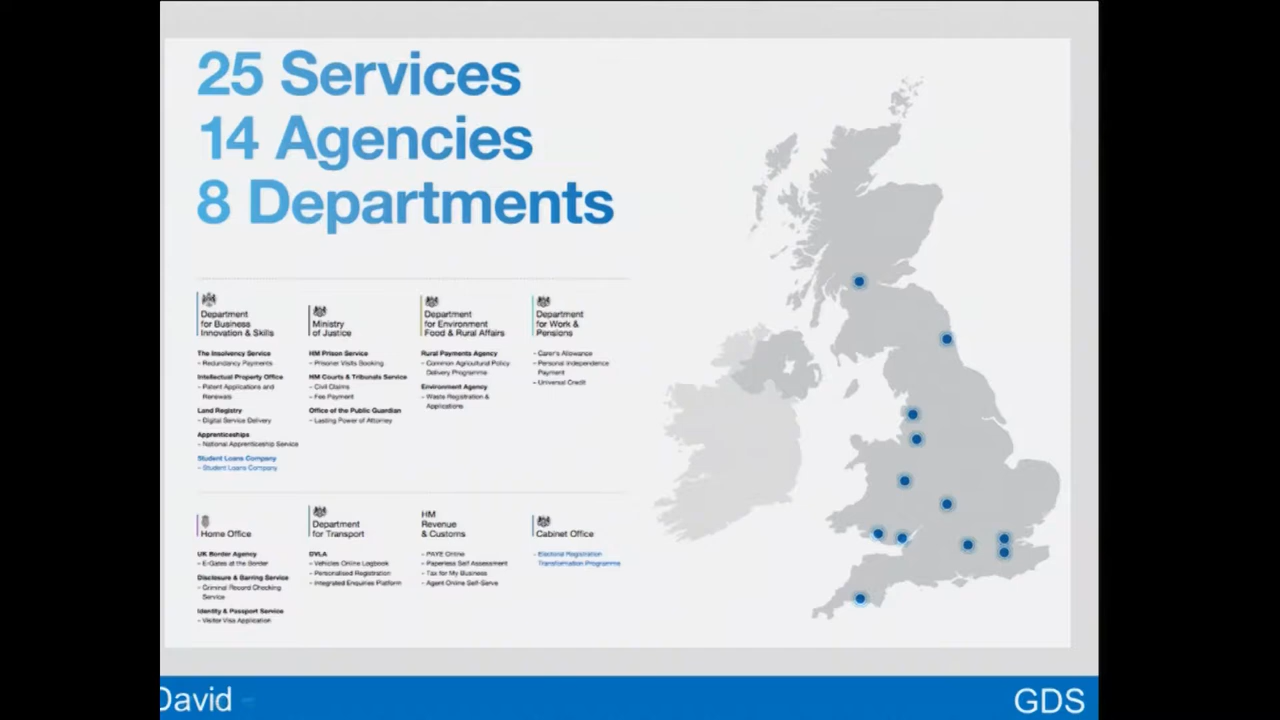 25 Services
14 Agencies
8 Departments
Department
for Business
Innovation & Skills
The Insolvency Service
– Redundancy Payments
Intellectual Property Office
– Patent Applications and
Renewals
Land Registry
– Digital Service Delivery
Apprenticeships
– National Apprenticeship Service
Student Loans Company
– Student Loans Company
Ministry
of Justice
HM Prison Service
– Prisoner Visits Booking
HM Courts & Tribunals Service
– Civil Claims
– Fee Payment
Office of the Public Guardian
– Lasting Power of Attorney
Department
for Environment
Food & Rural Affairs
Rural Payments Agency
– Common Agricultural Policy
Delivery Programme
Environment Agency
– Waste Registration &
Applications
Department
for Work &
Pensions
– Carer's Allowance
– Personal Independence
Payment
– Universal Credit
Home Office
UK Border Agency
– E-Gates at the Border
Disclosure & Barring Service
– Criminal Record Checking
Service
Identity & Passport Service
– Visitor Visa Application
Department
for Transport
DVLA
– Vehicles Online Logbook
– Personalised Registration
– Integrated Enquiries Platform
HM
Revenue
& Customs
– PAYE Online
– Paperless Self Assessment
– Tax for My Business
– Agent Online Self-Serve
Cabinet Office
– Electoral Registration
Transformation Programme
David –
GDS